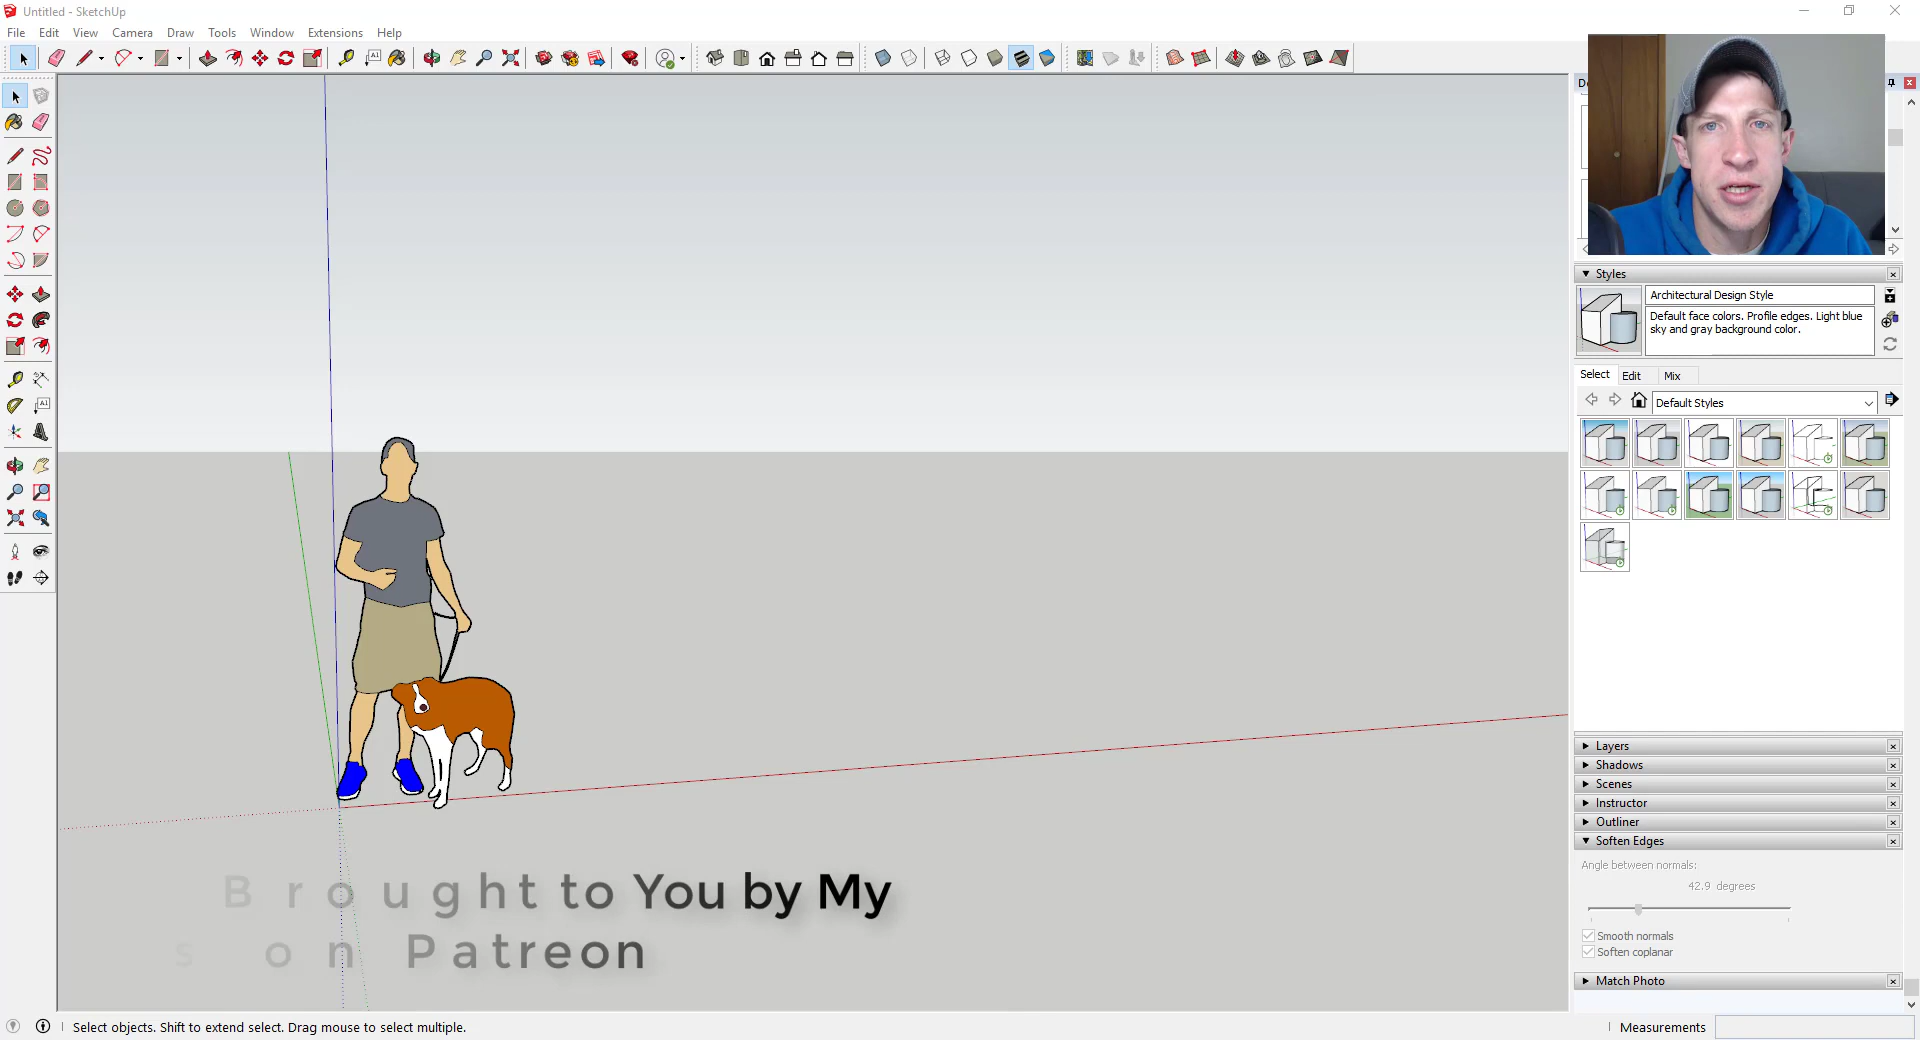 Untitled - SketchUp
File Edit View Camera Draw Tools Window Extensions Help
Styles
Architectural Design Style
Default face colors. Profile edges. Light blue
sky and gray background color.
Select Edit Mix
Default Styles
Layers
Shadows
Scenes
Instructor
Outliner
Soften Edges
Angle between normals:
42.9 degrees
Smooth normals
Soften coplanar
Match Photo
Brought to You by My
s on Patreon
Select objects. Shift to extend select. Drag mouse to select multiple.
Measurements